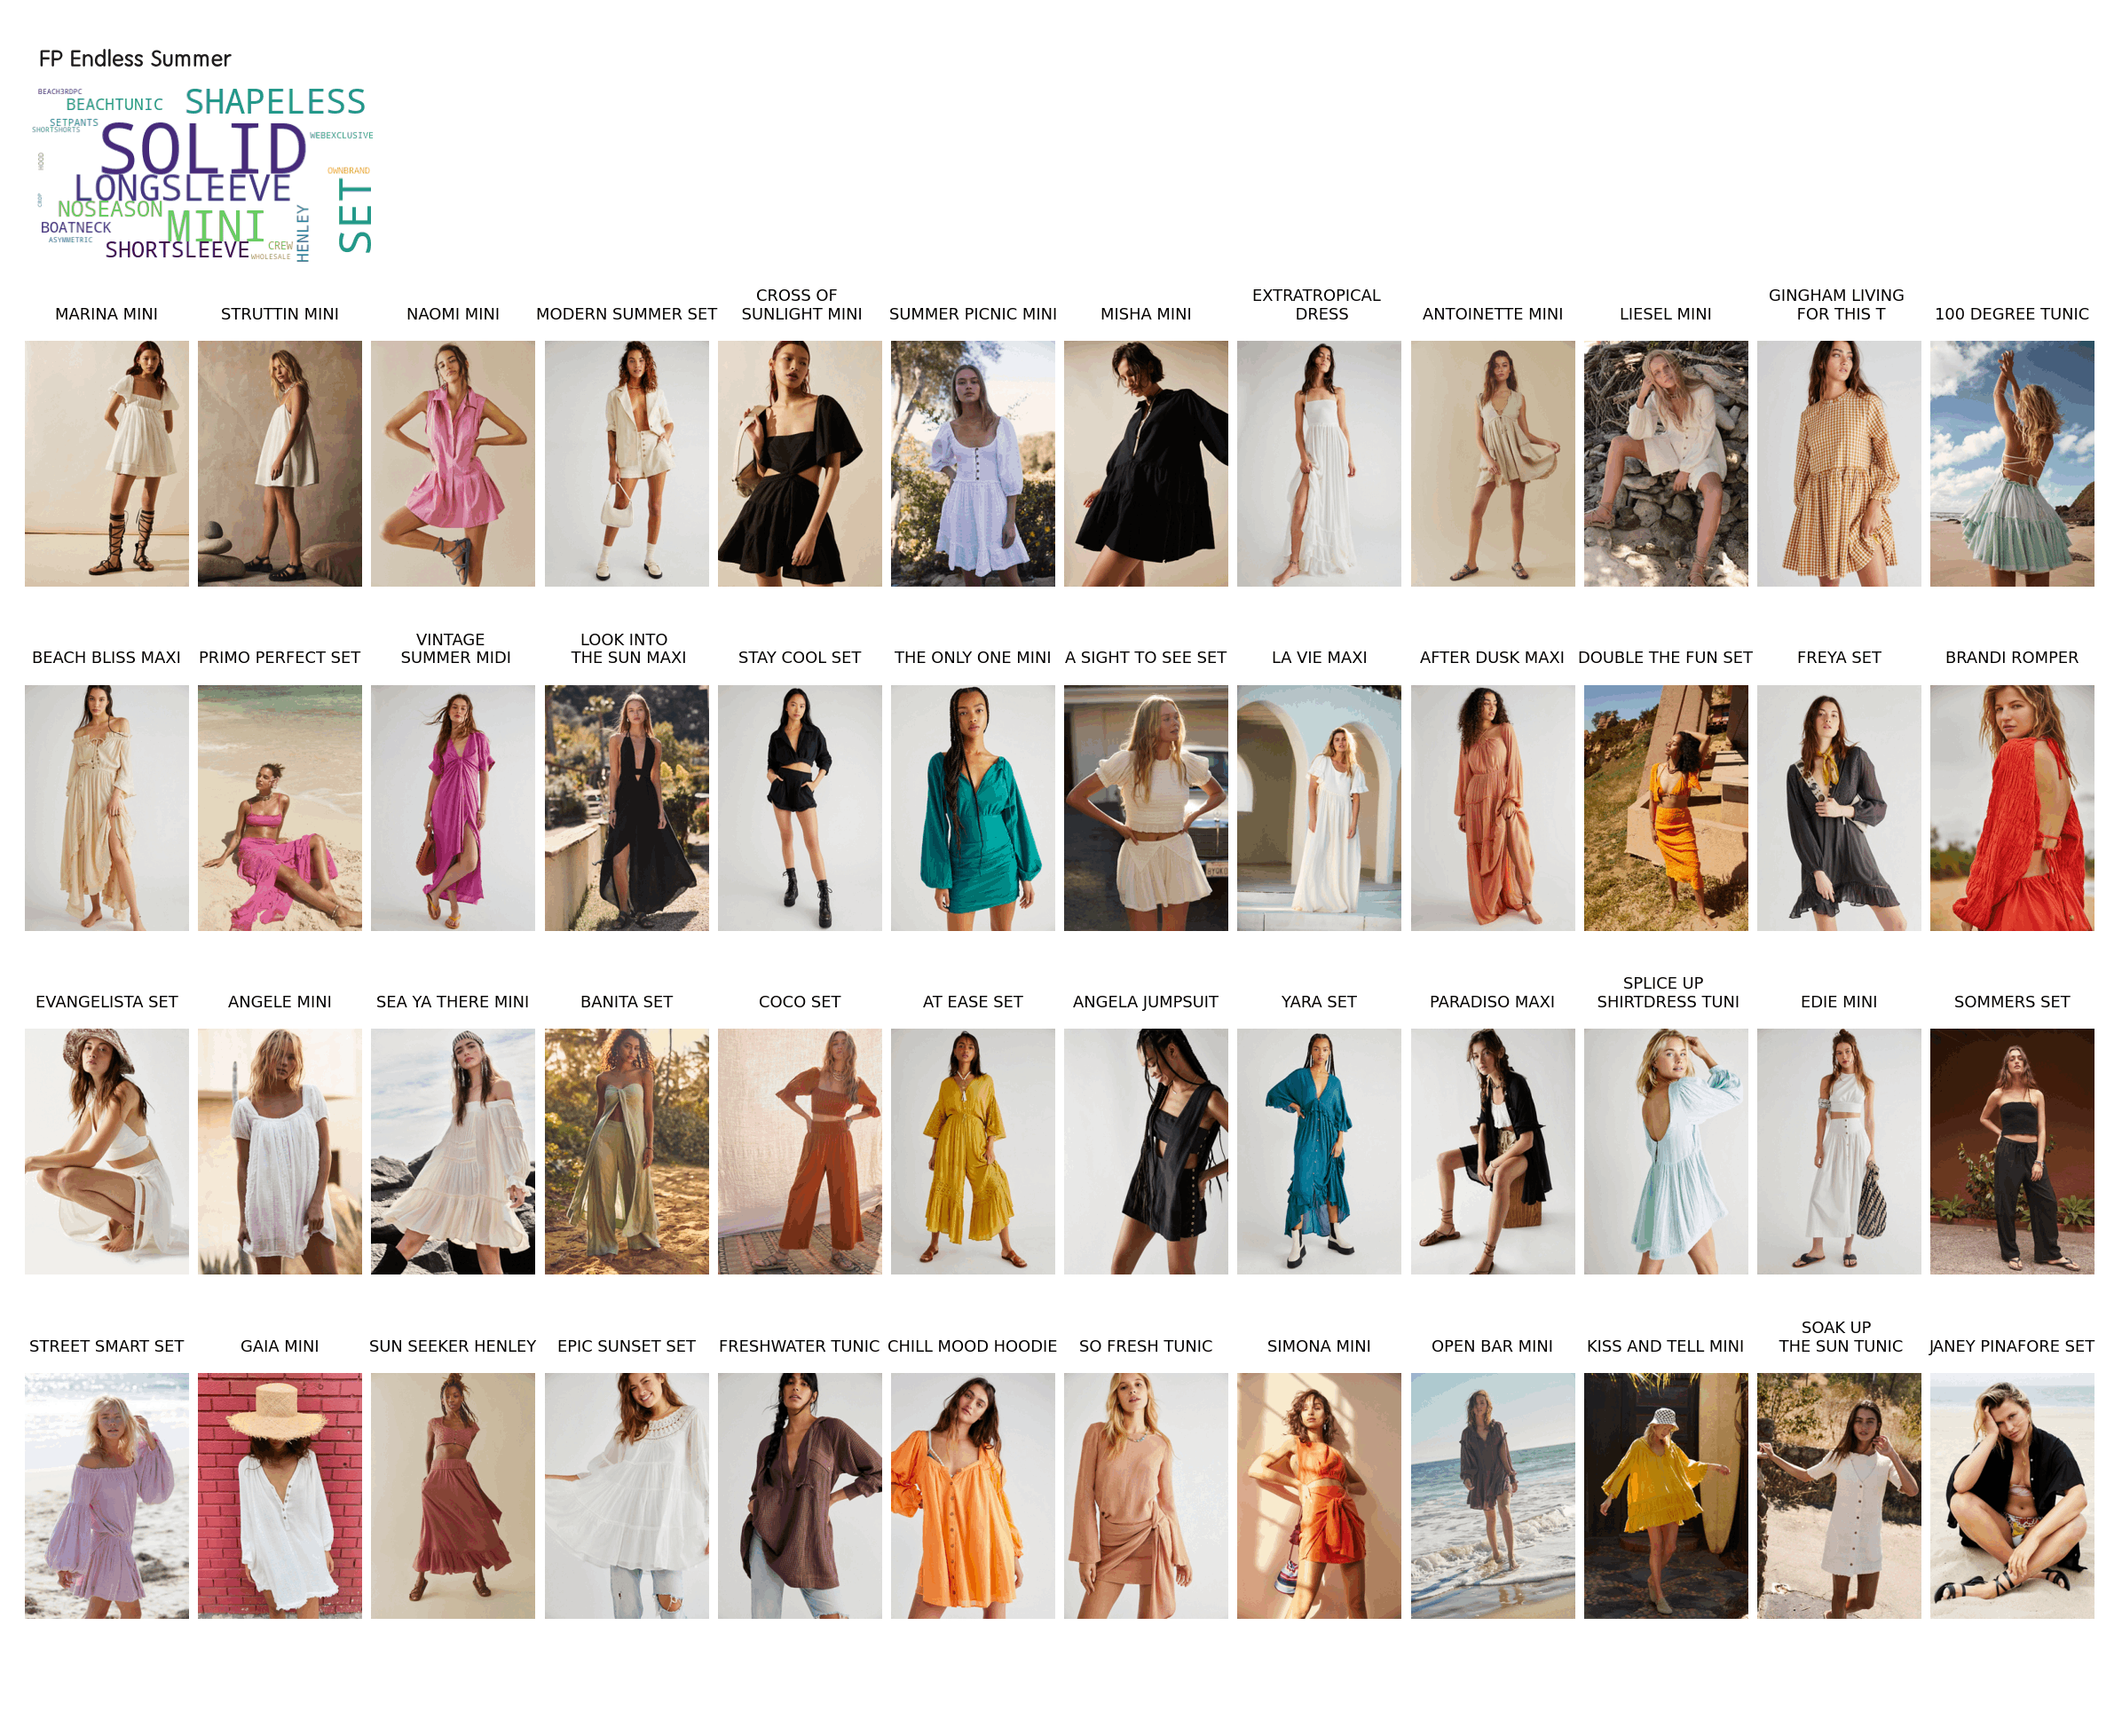 FP Endless Summer
BEACH3RDPC
BEACHTUNIC
SHAPELESS
SETPANTS
SHORTSHORTS
SOLID
WEBEXCLUSIVE
HOOD
OWNBRAND
LONGSLEEVE
SET
CROP
NOSEASON
MINI
HENLEY
BOATNECK
ASYMMETRIC
SHORTSLEEVE
CREW
WHOLESALE
MARINA MINI
STRUTTIN MINI
NAOMI MINI
MODERN SUMMER SET
CROSS OF
SUNLIGHT MINI
SUMMER PICNIC MINI
MISHA MINI
EXTRATROPICAL
DRESS
ANTOINETTE MINI
LIESEL MINI
GINGHAM LIVING
FOR THIS T
100 DEGREE TUNIC
BEACH BLISS MAXI
PRIMO PERFECT SET
VINTAGE
SUMMER MIDI
LOOK INTO
THE SUN MAXI
STAY COOL SET
THE ONLY ONE MINI
A SIGHT TO SEE SET
LA VIE MAXI
AFTER DUSK MAXI
DOUBLE THE FUN SET
FREYA SET
BRANDI ROMPER
EVANGELISTA SET
ANGELE MINI
SEA YA THERE MINI
BANITA SET
COCO SET
AT EASE SET
ANGELA JUMPSUIT
YARA SET
PARADISO MAXI
SPLICE UP
SHIRTDRESS TUNI
EDIE MINI
SOMMERS SET
STREET SMART SET
GAIA MINI
SUN SEEKER HENLEY
EPIC SUNSET SET
FRESHWATER TUNIC
CHILL MOOD HOODIE
SO FRESH TUNIC
SIMONA MINI
OPEN BAR MINI
KISS AND TELL MINI
SOAK UP
THE SUN TUNIC
JANEY PINAFORE SET